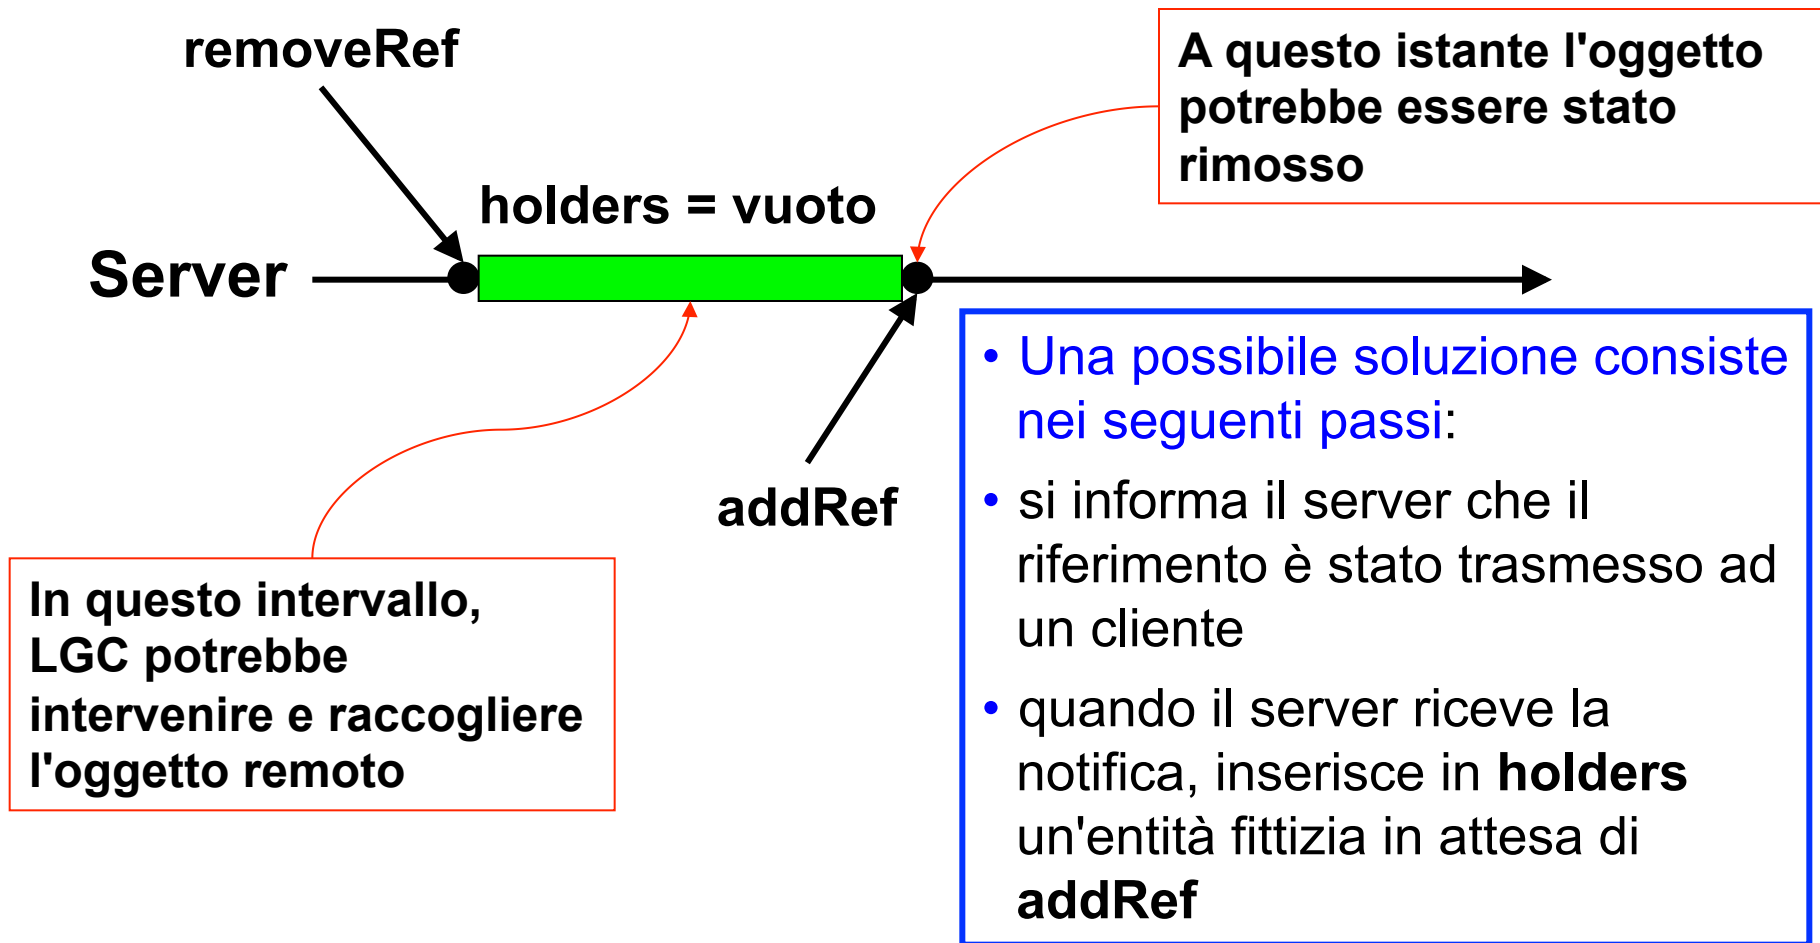 removeRef
A questo istante l'oggetto
potrebbe essere stato
rimosso
holders = vuoto
Server
addRef
In questo intervallo,
LGC potrebbe
intervenire e raccogliere
l'oggetto remoto
• Una possibile soluzione consiste
nei seguenti passi:
• si informa il server che il
riferimento è stato trasmesso ad
un cliente
• quando il server riceve la
notifica, inserisce in holders
un'entità fittizia in attesa di
addRef